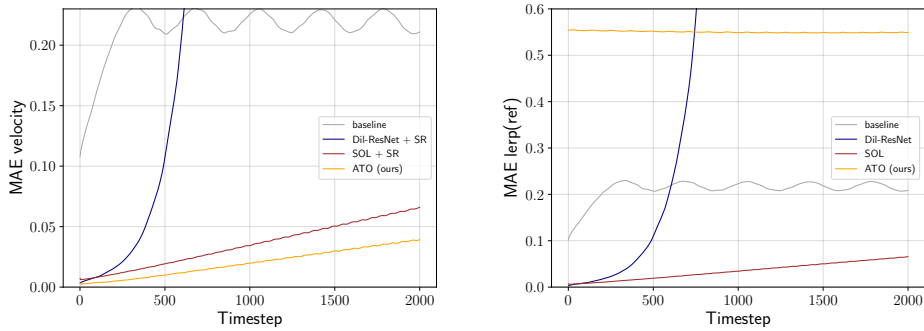 MAE velocity
0.20
0.15
0.10
0.05
0.00
0 500 1000 1500 2000
Timestep
baseline
Dil-ResNet + SR
SOL + SR
ATO (ours)
MAE lerp(ref)
0.6
0.5
0.4
0.3
0.2
0.1
0.0
0 500 1000 1500 2000
Timestep
baseline
Dil-ResNet
SOL
ATO (ours)